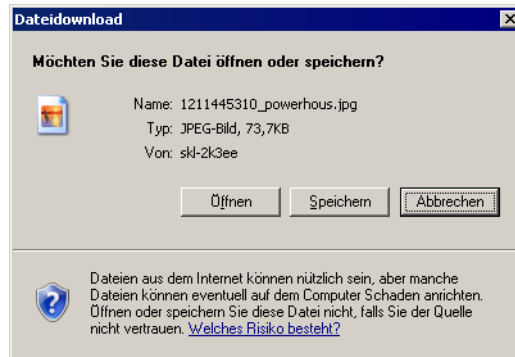 Dateidownload
Möchten Sie diese Datei öffnen oder speichern?
Name: 1211445310_powerhous.jpg
Typ: JPEG-Bild, 73,7KB
Von: skl-2k3ee
Öffnen Speichern Abbrechen
Dateien aus dem Internet können nützlich sein, aber manche
Dateien können eventuell auf dem Computer Schaden anrichten.
Öffnen oder speichern Sie diese Datei nicht, falls Sie der Quelle
nicht vertrauen. Welches Risiko besteht?